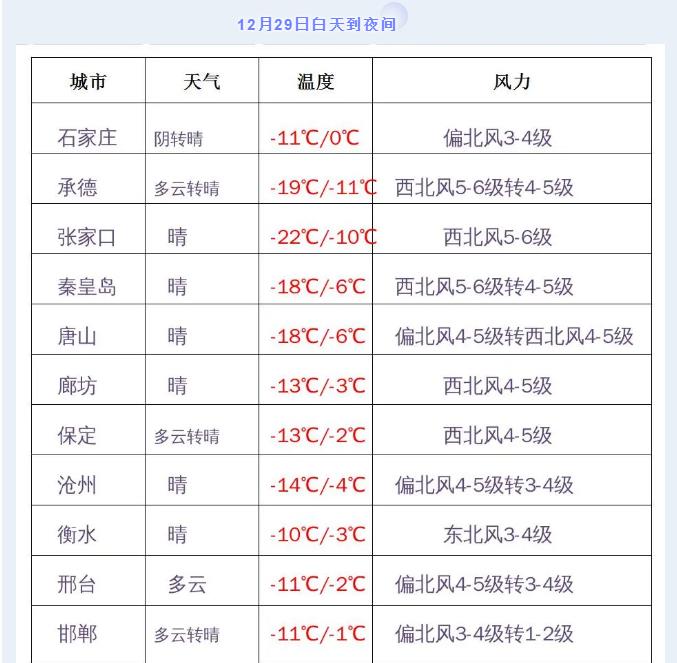 12月29日白天到夜间
城市 天气 温度 风力
石家庄 阴转晴 -11℃/0℃ 偏北风3-4级
承德 多云转晴 -19℃/-11℃ 西北风5-6级转4-5级
张家口 晴 -22℃/-10℃ 西北风5-6级
秦皇岛 晴 -18℃/-6℃ 西北风5-6级转4-5级
唐山 晴 -18℃/-6℃ 偏北风4-5级转西北风4-5级
廊坊 晴 -13℃/-3℃ 西北风4-5级
保定 多云转晴 -13℃/-2℃ 西北风4-5级
沧州 晴 -14℃/-4℃ 偏北风4-5级转3-4级
衡水 晴 -10℃/-3℃ 东北风3-4级
邢台 多云 -11℃/-2℃ 偏北风4-5级转3-4级
邯郸 多云转晴 -11℃/-1℃ 偏北风3-4级转1-2级